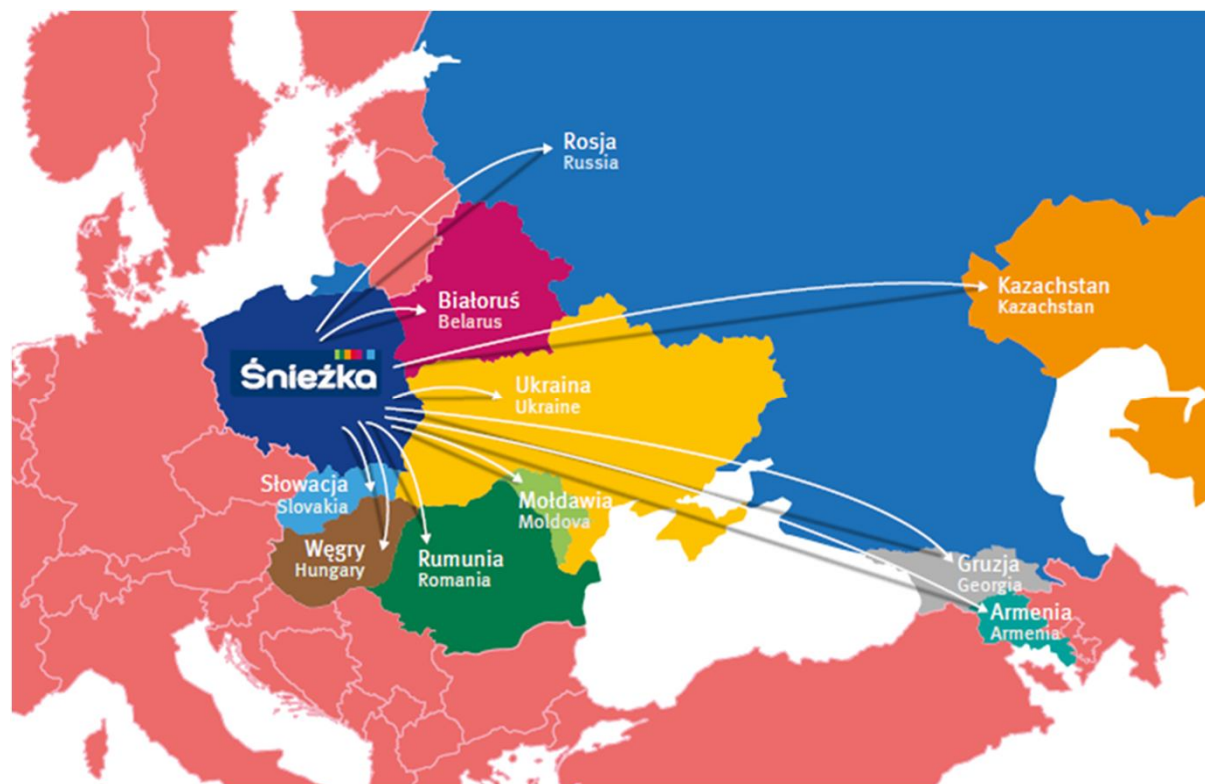 Rosja
Russia
Kazachstan
Kazachstan
Białoruś
Belarus
Śnieżka
Ukraina
Ukraine
Słowacja
Slovakia
Mołdawia
Moldova
Węgry
Hungary
Rumunia
Romania
Gruzja
Georgia
Armenia
Armenia